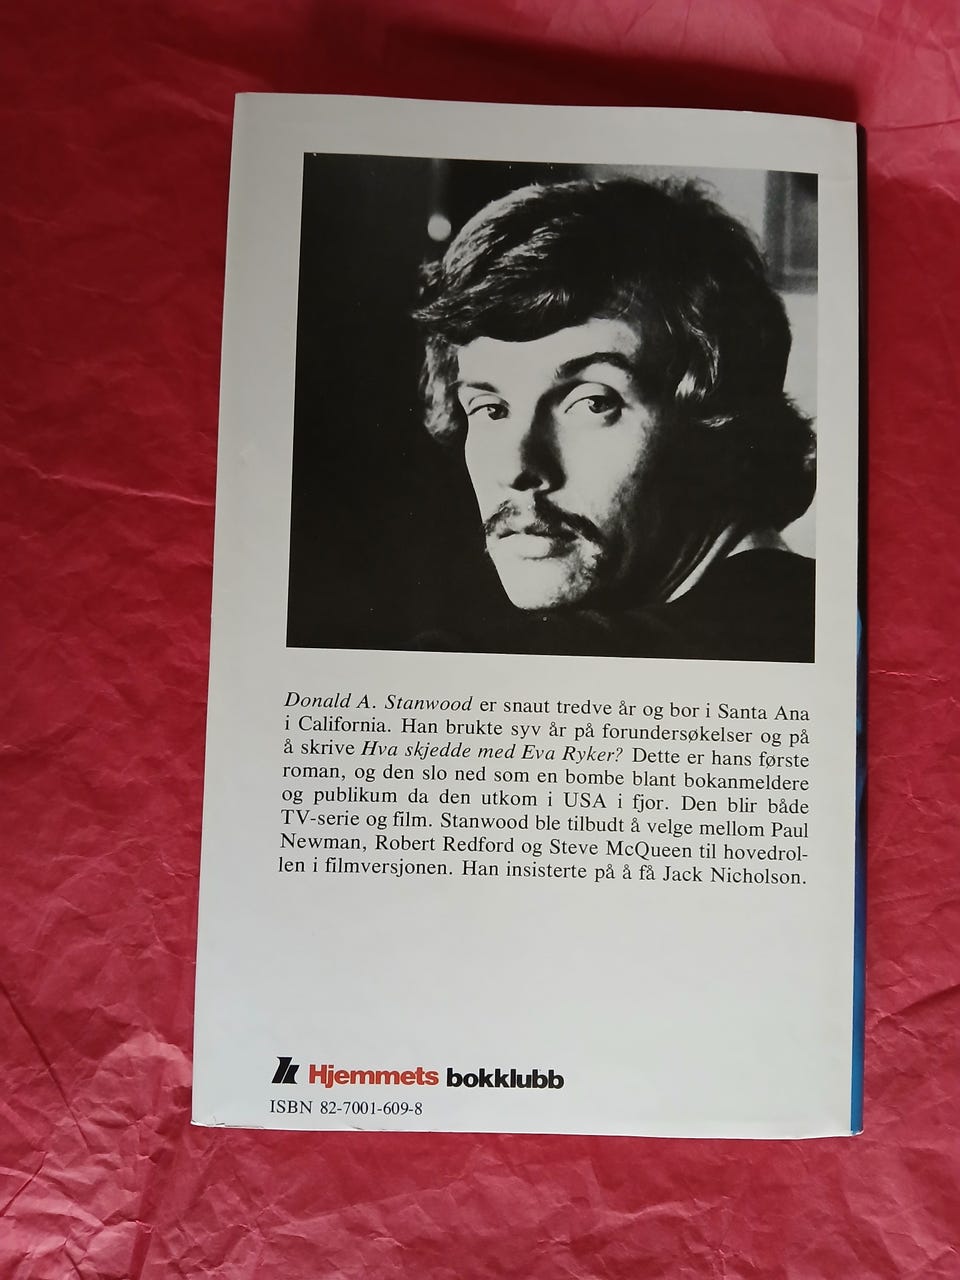 Donald A. Stanwood er snaut tredve år og bor i Santa Ana
i California. Han brukte syv år på forundersøkelser og på
å skrive Hva skjedde med Eva Ryker? Dette er hans første
roman, og den slo ned som en bombe blant bokanmeldere
og publikum da den utkom i USA i fjor. Den blir både
TV-serie og film. Stanwood ble tilbudt å velge mellom Paul
Newman, Robert Redford og Steve McQueen til hovedrol-
len i filmversjonen. Han insisterte på å få Jack Nicholson.
Hjemmets bokklubb
ISBN 82-7001-609-8